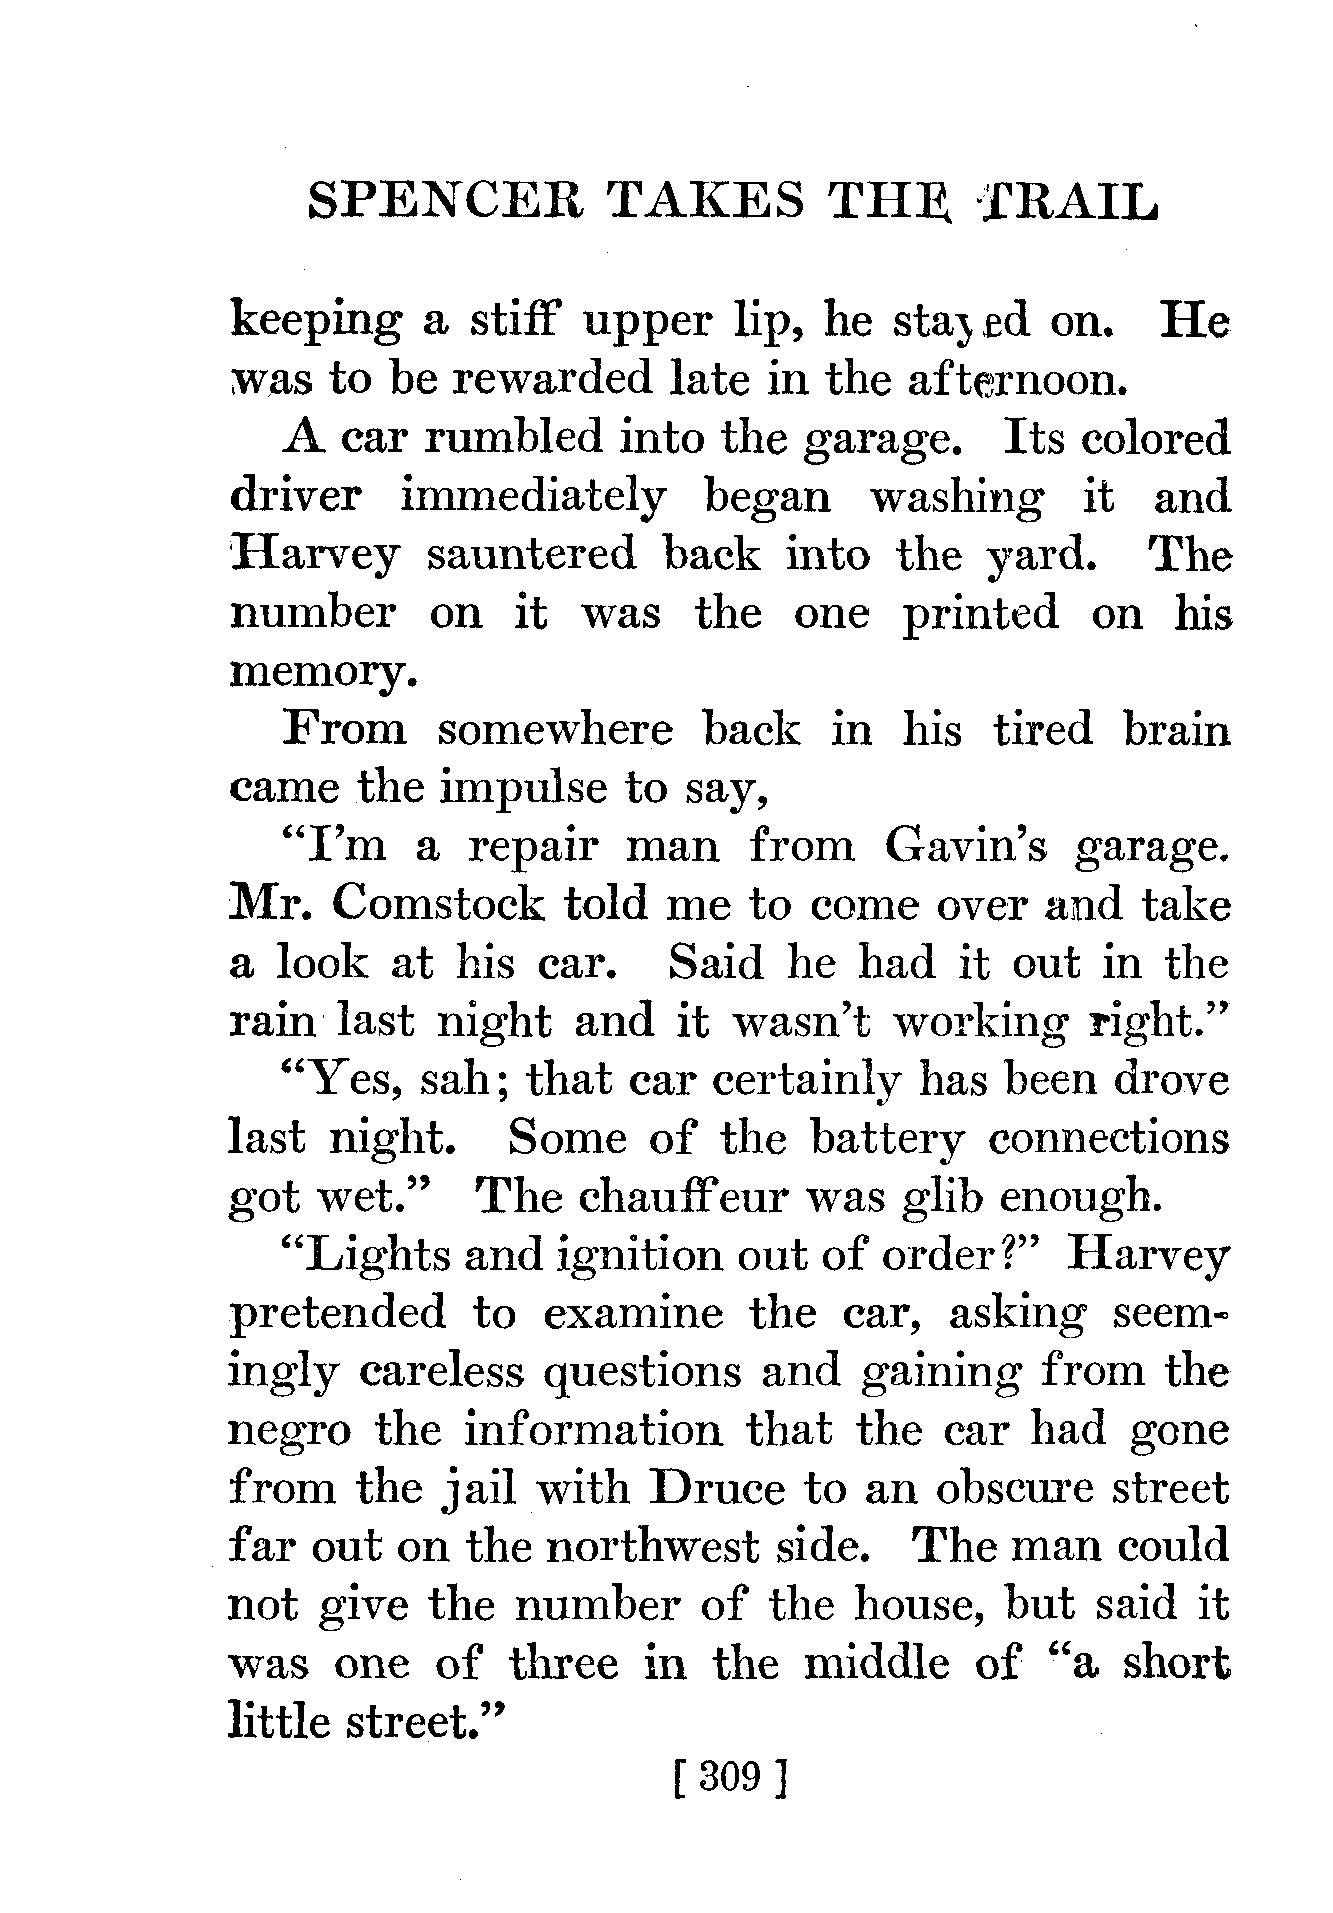 SPENCER TAKES THE TRAIL
keeping a stiff upper lip, he stayed on. He
was to be rewarded late in the afternoon.
A car rumbled into the garage. Its colored
driver immediately began washing it and
Harvey sauntered back into the yard. The
number on it was the one printed on his
memory.
From somewhere back in his tired brain
came the impulse to say,
“I’m a repair man from Gavin’s garage.
Mr. Comstock told me to come over and take
a look at his car. Said he had it out in the
rain last night and it wasn’t working right.”
“Yes, sah; that car certainly has been drove
last night. Some of the battery connections
got wet.” The chauffeur was glib enough.
“Lights and ignition out of order?” Harvey
pretended to examine the car, asking seem-
ingly careless questions and gaining from the
negro the information that the car had gone
from the jail with Druce to an obscure street
far out on the northwest side. The man could
not give the number of the house, but said it
was one of three in the middle of “a short
little street.”
[ 309 ]